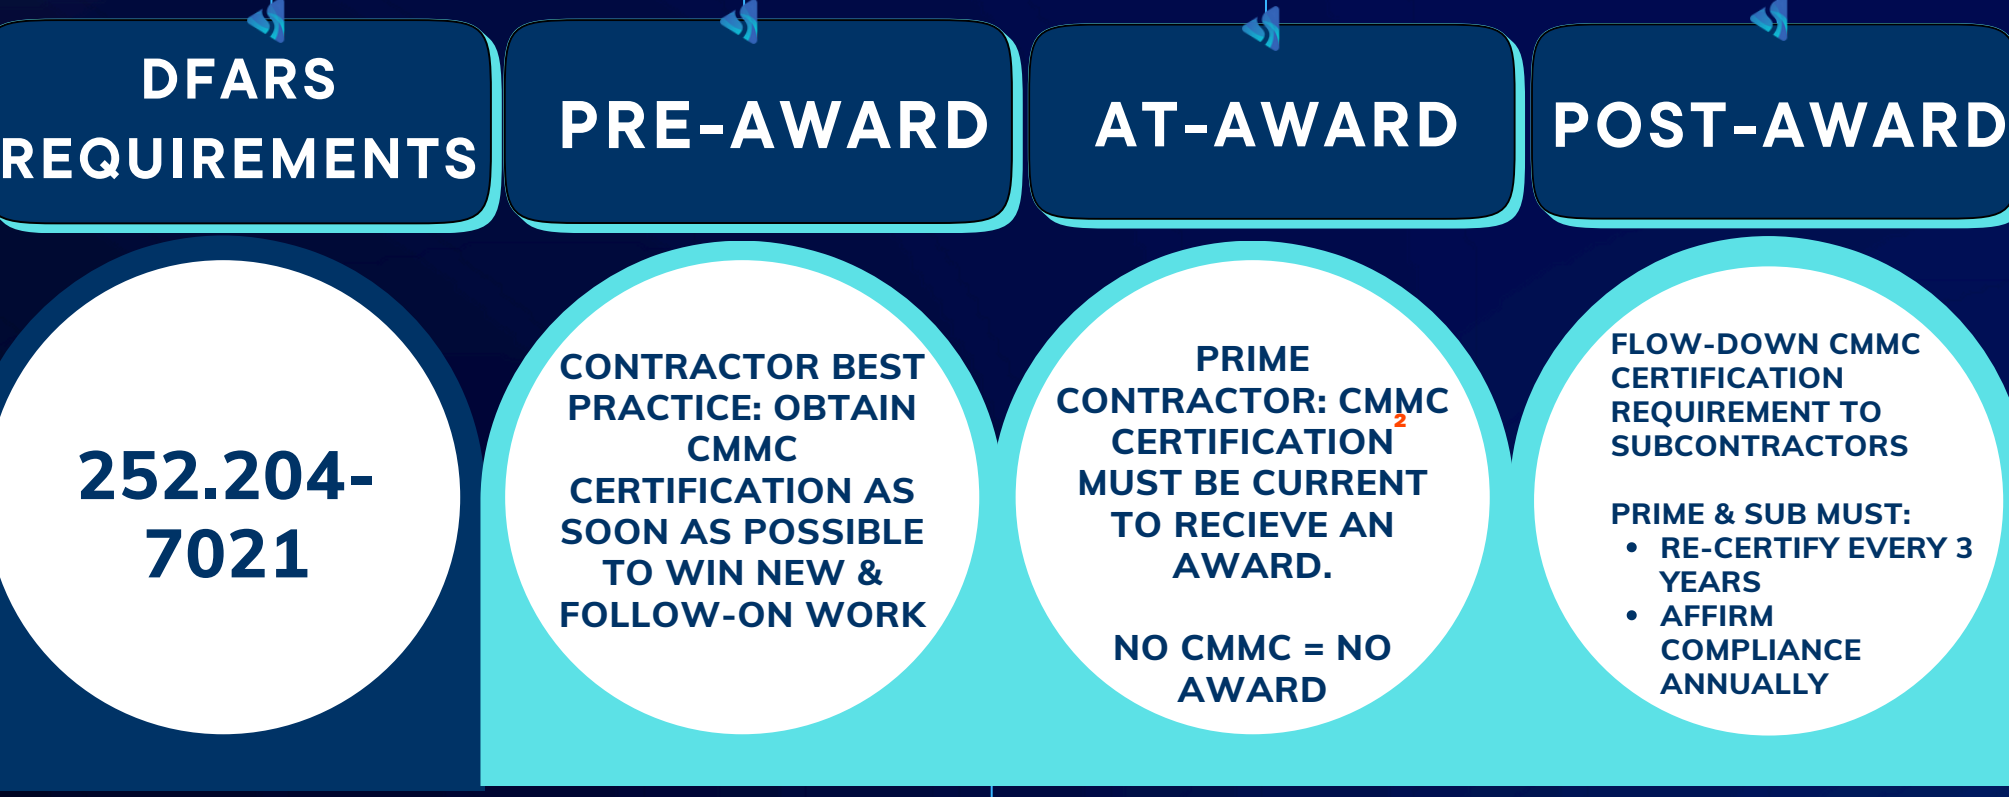 DFARS
REQUIREMENTS
PRE-AWARD
AT-AWARD
POST-AWARD
252.204-
7021
CONTRACTOR BEST
PRACTICE: OBTAIN
CMMC
CERTIFICATION AS
SOON AS POSSIBLE
TO WIN NEW &
FOLLOW-ON WORK
PRIME
CONTRACTOR: CMMC
CERTIFICATION²
MUST BE CURRENT
TO RECIEVE AN
AWARD.
NO CMMC = NO
AWARD
FLOW-DOWN CMMC
CERTIFICATION
REQUIREMENT TO
SUBCONTRACTORS
PRIME & SUB MUST:
• RE-CERTIFY EVERY 3
YEARS
• AFFIRM
COMPLIANCE
ANNUALLY